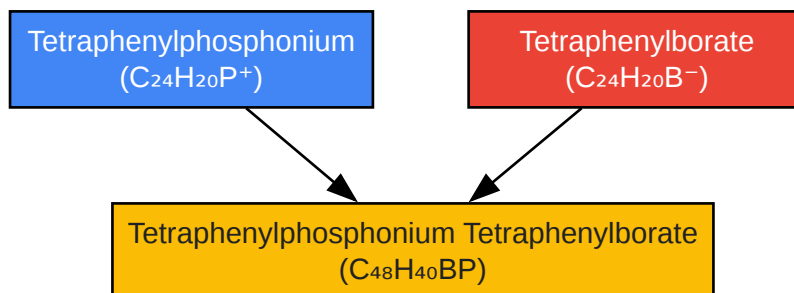 Tetraphenylphosphonium
(C₂₄H₂₀P⁺)
Tetraphenylborate
(C₂₄H₂₀B⁻)
Tetraphenylphosphonium Tetraphenylborate
(C₄₈H₄₀BP)